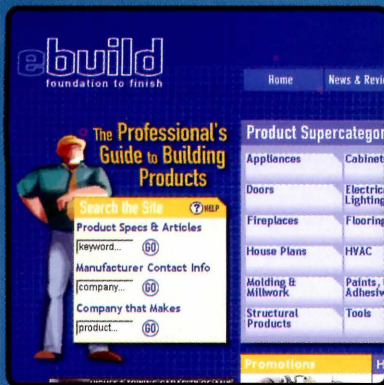 ebuild
foundation to finish
Home
News & Revi
The Professional's
Guide to Building
Products
Search the Site
? HELP
Product Specs & Articles
keyword... GO
Manufacturer Contact Info
company... GO
Company that Makes
product... GO
Product Supercategor
Appliances
Cabinet
Doors
Electrica
Lighting
Fireplaces
Flooring
House Plans
HVAC
Molding &
Millwork
Paints,
Adhesiv
Structural
Products
Tools
Promotions
H